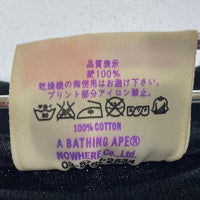 品質表示
綿100%
乾燥機の御使用はお避け下さい。
プリント部分アイロン禁止
100% COTTON
A BATHING APE®
NOWHERE Co.,Ltd.